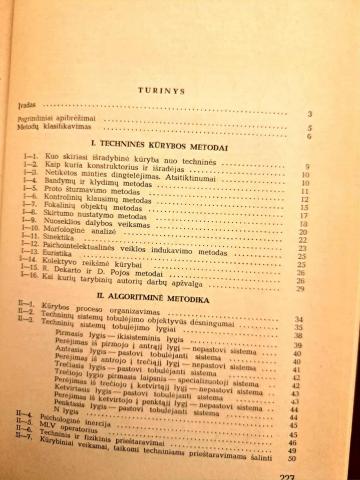 TURINYS
Įvadas 3
Pagrindiniai apibrėžimai 5
Metodų klasifikavimas 6
I. TECHNINĖS KŪRYBOS METODAI
I—1. Kuo skiriasi išradybinė kūryba nuo techninės 9
I—2. Kaip kuria konstruktorius ir išradėjas 10
I—3. Netikėtos minties dingtelėjimas. Atsitiktinumai 10
I—4. Bandymų ir klydimų metodas 11
I—5. Proto šturmavimo metodas 12
I—6. Kontrolinių klausimų metodas 15
I—7. Fokalinių objektų metodas 17
I—8. Skirtumo nustatymo metodas 18
I—9. Nuoseklios dalybos veiksmas 20
I—10. Morfologinė analizė 22
I—11. Sinektika 23
I—12. Psichointelektualinės veiklos indukavimo metodas 25
I—13. Euristika 25
I—14. Kolektyvo reikšmė kūrybai 26
I—15. R. Dekarto ir D. Pojos metodai 26
I—16. Kai kurių tarybinių autorių darbų apžvalga 29
II. ALGORITMINĖ METODIKA
II—1. Kūrybos proceso organizavimas 34
II—2. Techninių sistemų tobulėjimo objektyvūs dėsningumai 35
II—3. Techninių sistemų tobulėjimo lygiai 38
Pirmasis lygis — ikisisteminis lygis 39
Perėjimas iš pirmojo į antrąjį lygį — nepastovi sistema 40
Antrasis lygis — pastovi tobulėjanti sistema 40
Perėjimas iš antrojo į trečiąjį lygį — nepastovi sistema 41
Trečiasis lygis — pastovi tobulėjanti sistema 42
Trečiojo lygio pirmasis laipsnis — specializuotoji sistema 42
Perėjimas iš trečiojo į ketvirtąjį lygį — nepastovi sistema 43
Ketvirtasis lygis — pastovi tobulėjanti sistema 43
Perėjimas iš ketvirtojo į penktąjį lygį — nepastovi sistema 44
Penktasis lygis — pastovi tobulėjanti sistema 44
N lygis 44
II—4. Psichologinė inercija 45
II—5. MLV operatorius 46
II—6. Techniniai ir fizikinis prieštaravimai 49
II—7. Kūrybiniai veiksmai, taikomi techniniams prieštaravimams šalinti 50
227